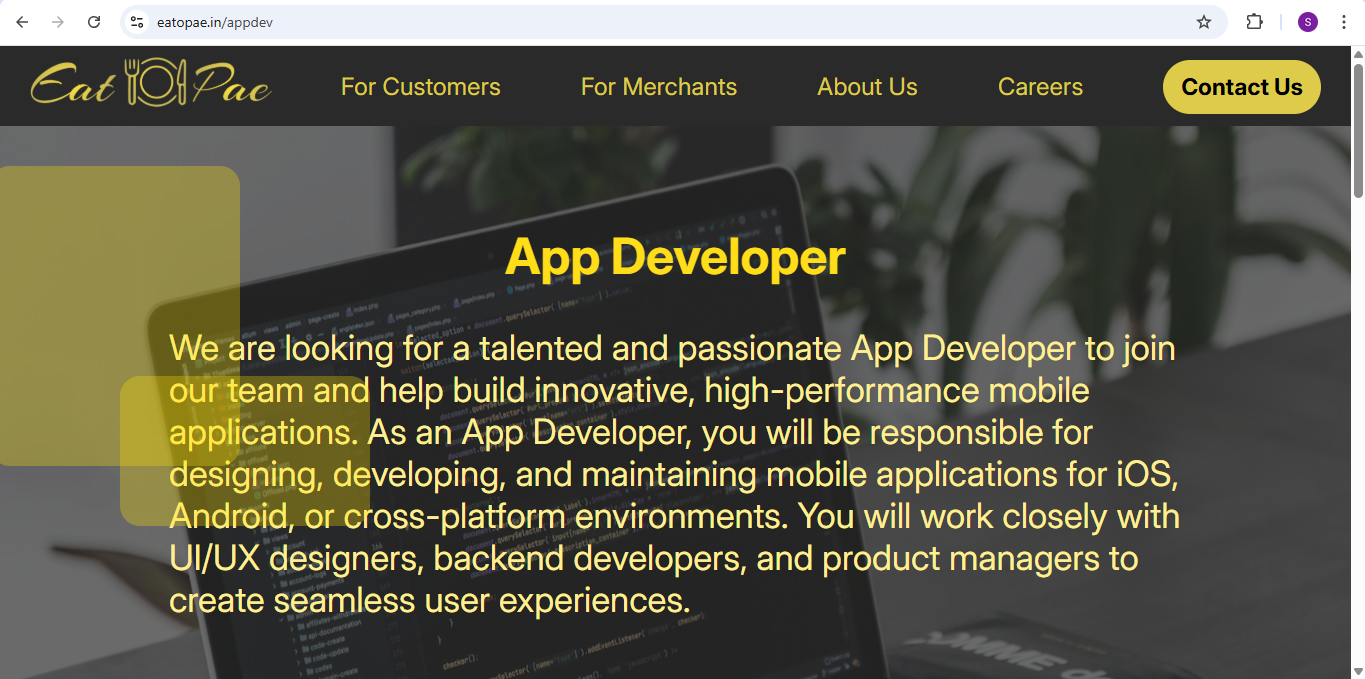 eatopae.in/appdev
S
Eat Pae
For Customers
For Merchants
About Us
Careers
Contact Us
App Developer
We are looking for a talented and passionate App Developer to join
our team and help build innovative, high-performance mobile
applications. As an App Developer, you will be responsible for
designing, developing, and maintaining mobile applications for iOS,
Android, or cross-platform environments. You will work closely with
UI/UX designers, backend developers, and product managers to
create seamless user experiences.